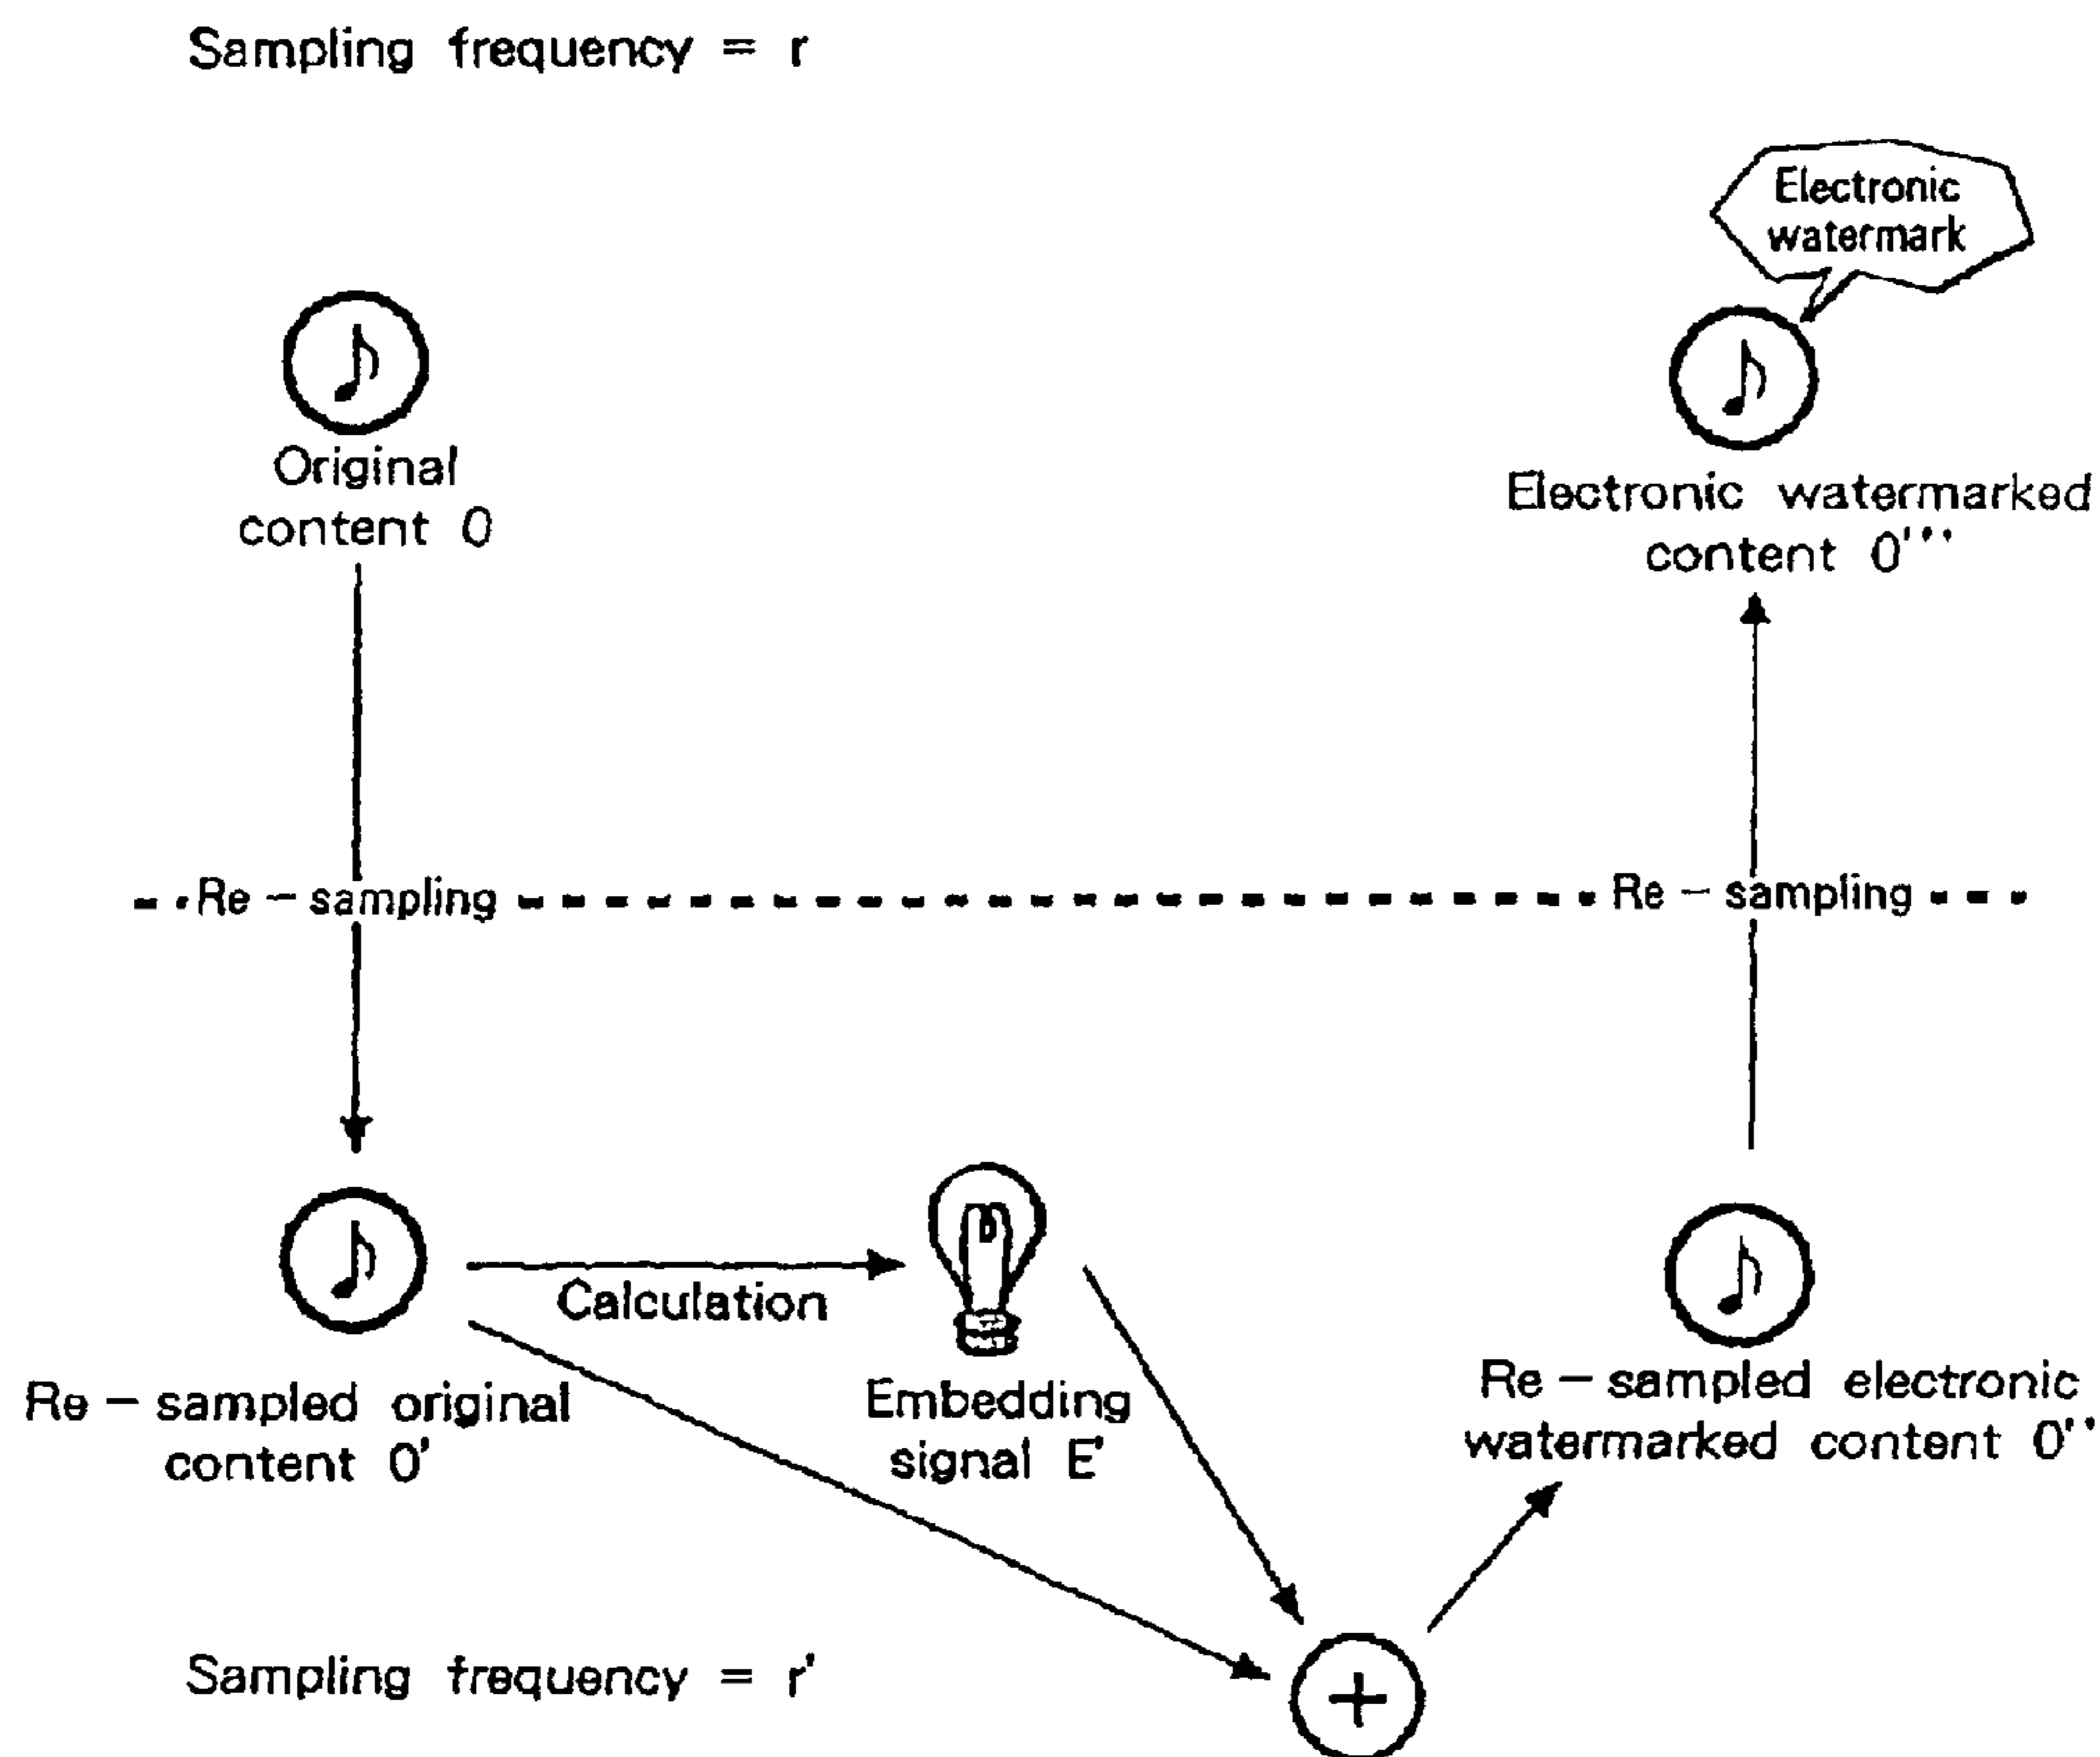 Sampling frequency = r
Electronic
watermark
Original
content O
Electronic watermarked
content O'''
Re - sampling
Re - sampling
Calculation
Re - sampled original
content O'
Embedding
signal E'
Re - sampled electronic
watermarked content O''
Sampling frequency = r'
+